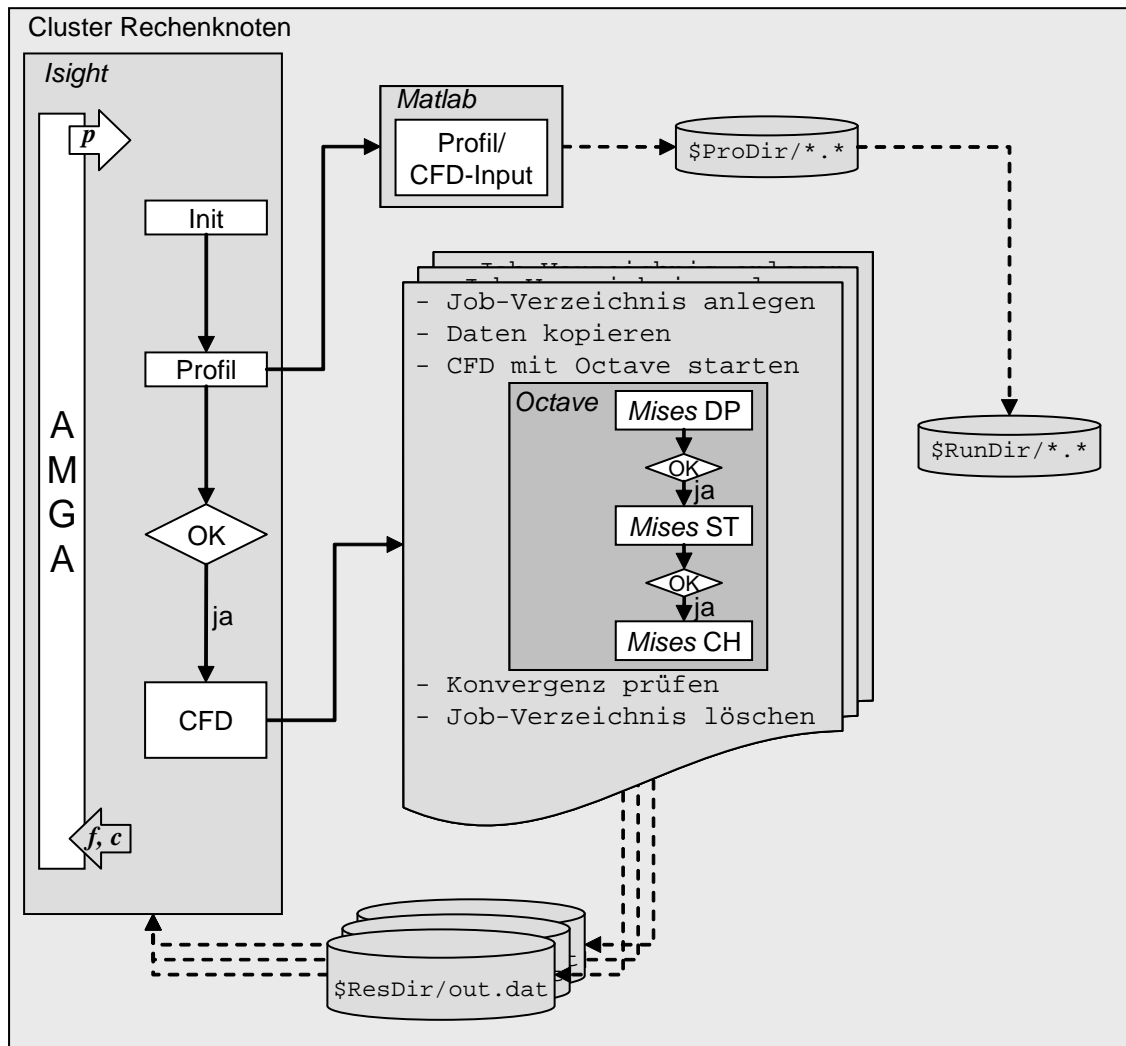 Cluster Rechenknoten
Isight
p
Init
Profil
OK
ja
CFD
A
M
G
A
f, c
Matlab
Profil/
CFD-Input
$ProDir/*.*
$RunDir/*.*
- Job-Verzeichnis anlegen
- Daten kopieren
- CFD mit Octave starten
Octave
Mises DP
OK
ja
Mises ST
OK
ja
Mises CH
- Konvergenz prüfen
- Job-Verzeichnis löschen
$ResDir/out.dat